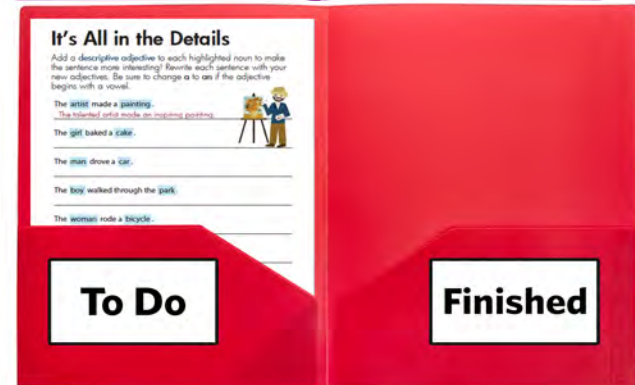 It's All in the Details
Add a descriptive adjective to each highlighted noun to make
the sentence more interesting! Rewrite each sentence with your
new adjectives. Be sure to change a to an if the adjective
begins with a vowel.
The artist made a painting.
The talented artist made an inspiring painting.
The girl baked a cake.
The man drove a car.
The boy walked through the park.
The woman rode a bicycle.
To Do
Finished